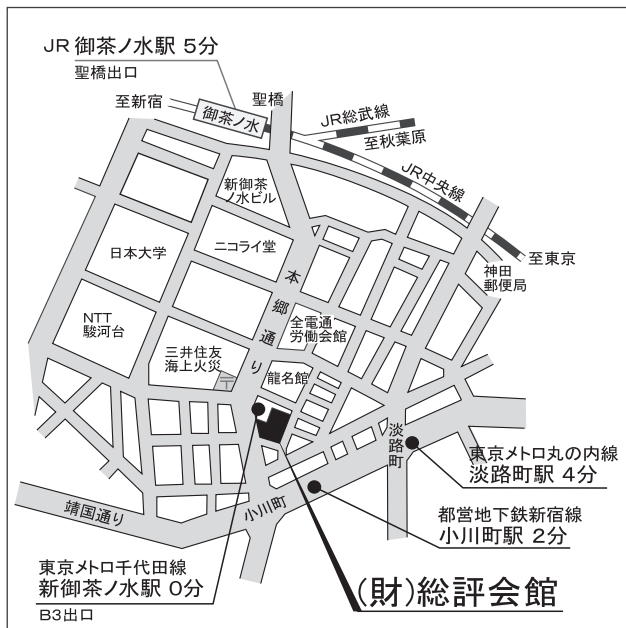 JR 御茶ノ水駅 5分
聖橋出口
至新宿
聖橋
御茶ノ水
JR総武線
至秋葉原
JR中央線
至東京
新御茶
ノ水ビル
日本大学
ニコライ堂
神田
郵便局
本郷通り
NTT
駿河台
全電通
労働会館
三井住友
海上火災
〒
龍名館
淡路町
東京メトロ丸の内線
淡路町駅 4分
靖国通り
小川町
都営地下鉄新宿線
小川町駅 2分
東京メトロ千代田線
新御茶ノ水駅 0分
B3出口
(財)総評会館